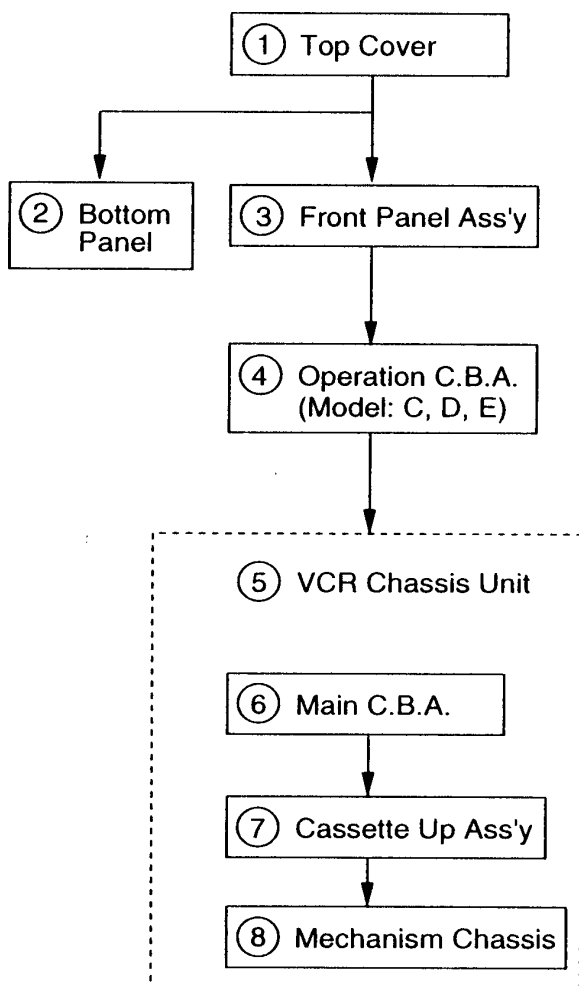 ① Top Cover
② Bottom
Panel
③ Front Panel Ass'y
④ Operation C.B.A.
(Model: C, D, E)
⑤ VCR Chassis Unit
⑥ Main C.B.A.
⑦ Cassette Up Ass'y
⑧ Mechanism Chassis